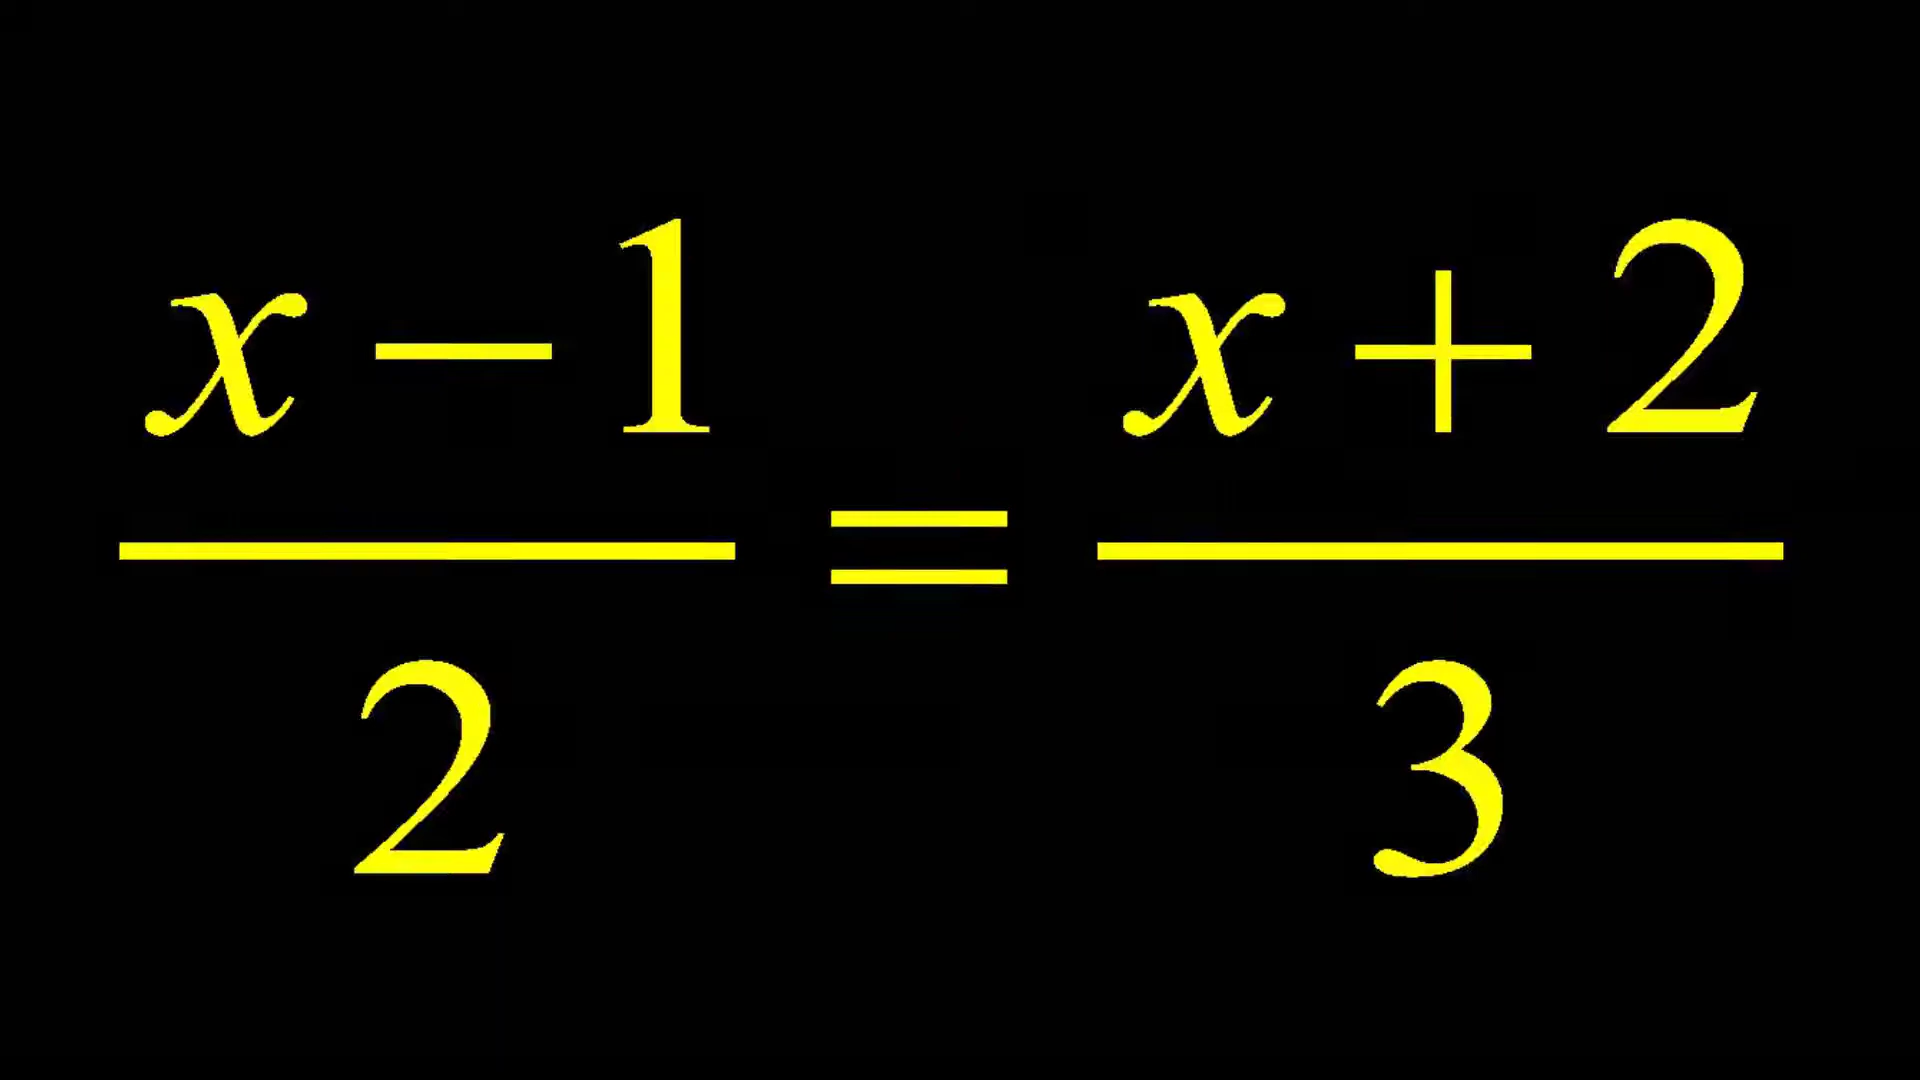 x − 1 = x + 2
2 3